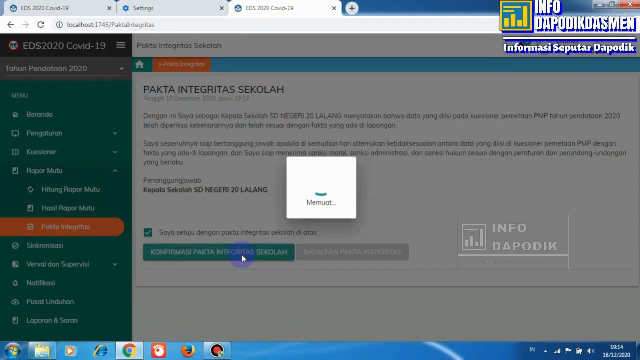 EDS2020 Covid-19
Settings
EDS2020 Covid-19
localhost:1745/PaktaIntegritas
INFO
DAPODIKDASMEN
Informasi Seputar Dapodik
EDS2020 Covid-19
Pakta Integritas Sekolah
Tahun Pendataan 2020
> Pakta Integritas
MENU
Beranda
Pengaturan
Kuesioner
Rapor Mutu
Hitung Rapor Mutu
Hasil Rapor Mutu
Pakta Integritas
Sinkronisasi
Verval dan Supervisi
Notifikasi
Pusat Unduhan
Laporan & Saran
PAKTA INTEGRITAS SEKOLAH
Tanggal 18 Desember 2020, pukul 19:13
Dengan ini Saya sebagai Kepala Sekolah SD NEGERI 20 LALANG menyatakan bahwa data yang diisi pada kuesioner pemetaan PMP tahun pendataan 2020
telah diperiksa kebenarannya dan telah sesuai dengan fakta yang ada di lapangan.
Saya sepenuhnya siap bertanggung jawab apabila di kemudian hari ditemukan ketidaksesuaian antara data yang diisi pada kuesioner pemetaan PMP dengan
fakta yang ada di lapangan, dan Saya siap menerima sanksi moral, sanksi administrasi, dan sanksi hukum sesuai dengan peraturan dan perundang-undangan
yang berlaku.
Penanggungjawab
Kepala Sekolah SD NEGERI 20 LALANG
Memuat...
Saya setuju dengan pakta integritas sekolah di atas
KONFIRMASI PAKTA INTEGRITAS SEKOLAH
BATALKAN PAKTA INTEGRITAS
INFO
DAPODIK
IN
19:14
18/12/2020